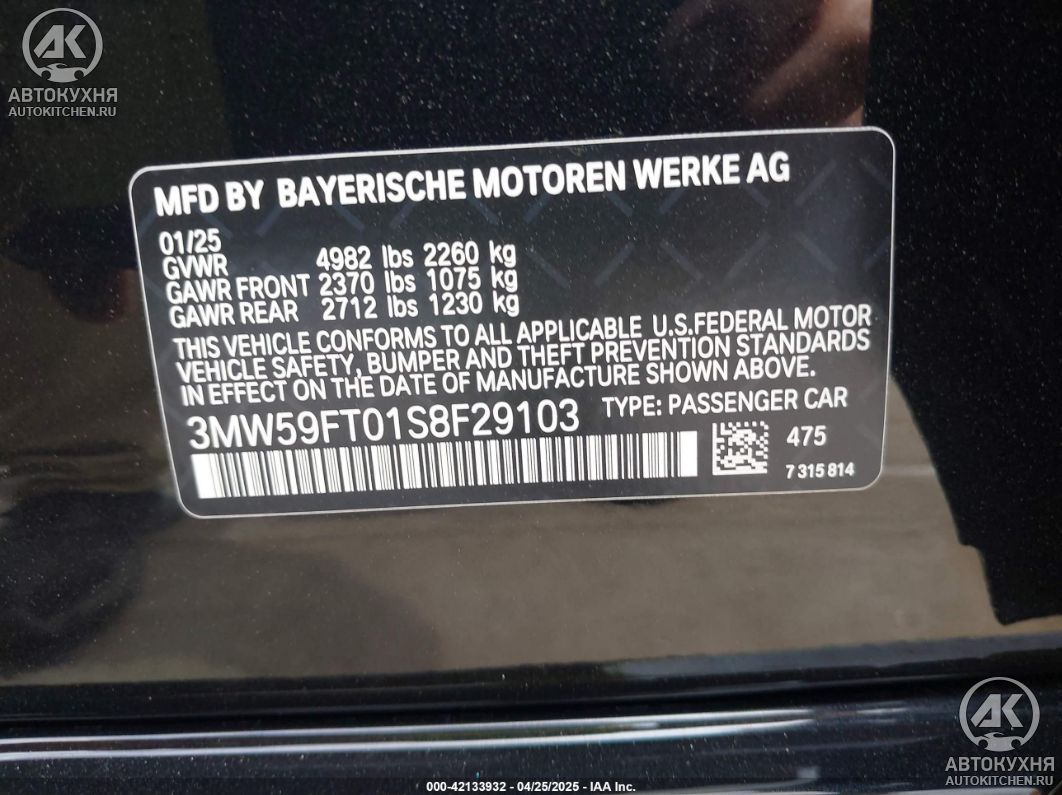 AK
АВТОКУХНЯ
AUTOKITCHEN.RU
MFD BY BAYERISCHE MOTOREN WERKE AG
01/25
GVWR 4982 lbs 2260 kg
GAWR FRONT 2370 lbs 1075 kg
GAWR REAR 2712 lbs 1230 kg
THIS VEHICLE CONFORMS TO ALL APPLICABLE U.S.FEDERAL MOTOR
VEHICLE SAFETY, BUMPER AND THEFT PREVENTION STANDARDS
IN EFFECT ON THE DATE OF MANUFACTURE SHOWN ABOVE.
3MW59FT01S8F29103 TYPE: PASSENGER CAR
475
7 315 814
AK
АВТОКУХНЯ
AUTOKITCHEN.RU
000-42133932 - 04/25/2025 - IAA Inc.